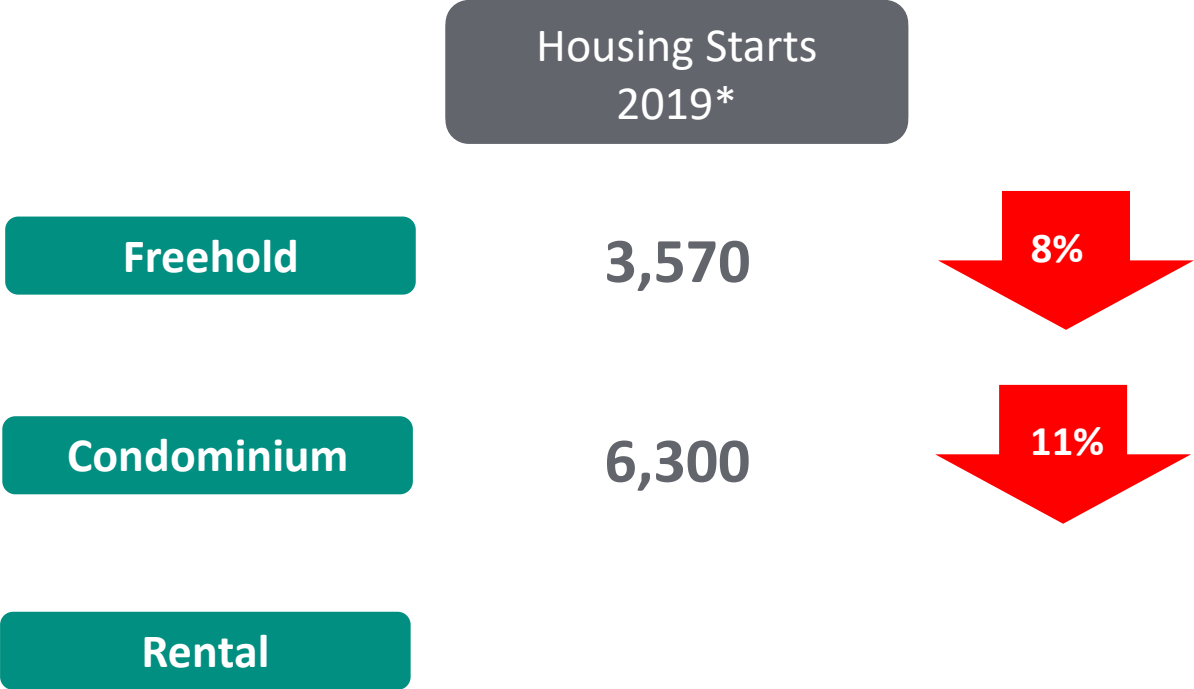 Housing Starts
2019*
Freehold
3,570
8%
Condominium
6,300
11%
Rental